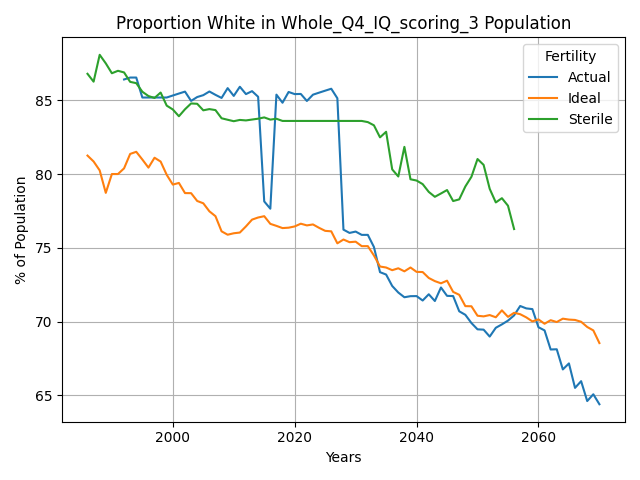 Proportion White in Whole_Q4_IQ_scoring_3 Population
Fertility
Actual
Ideal
Sterile
% of Population
85
80
75
70
65
2000
2020
2040
2060
Years